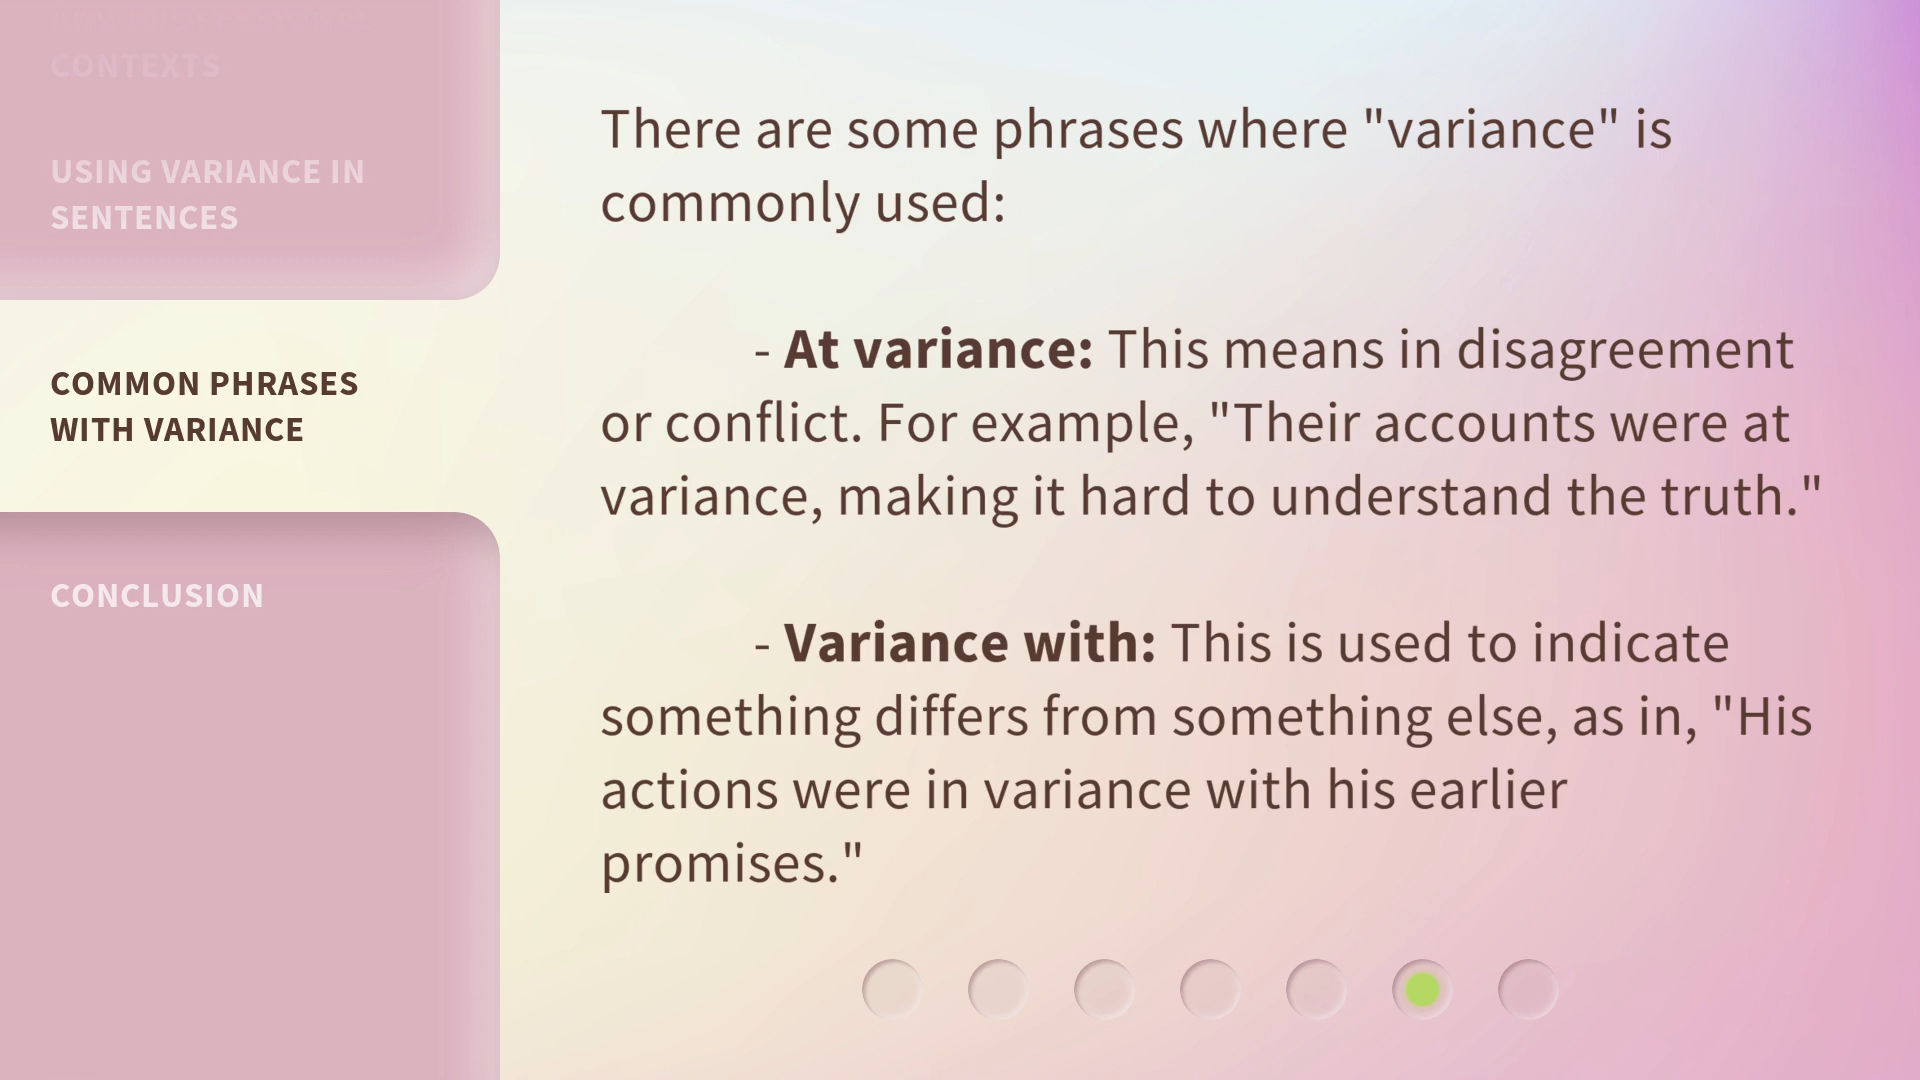 CONTEXTS
USING VARIANCE IN
SENTENCES
COMMON PHRASES
WITH VARIANCE
CONCLUSION
There are some phrases where "variance" is
commonly used:
- At variance: This means in disagreement
or conflict. For example, "Their accounts were at
variance, making it hard to understand the truth."
- Variance with: This is used to indicate
something differs from something else, as in, "His
actions were in variance with his earlier
promises."